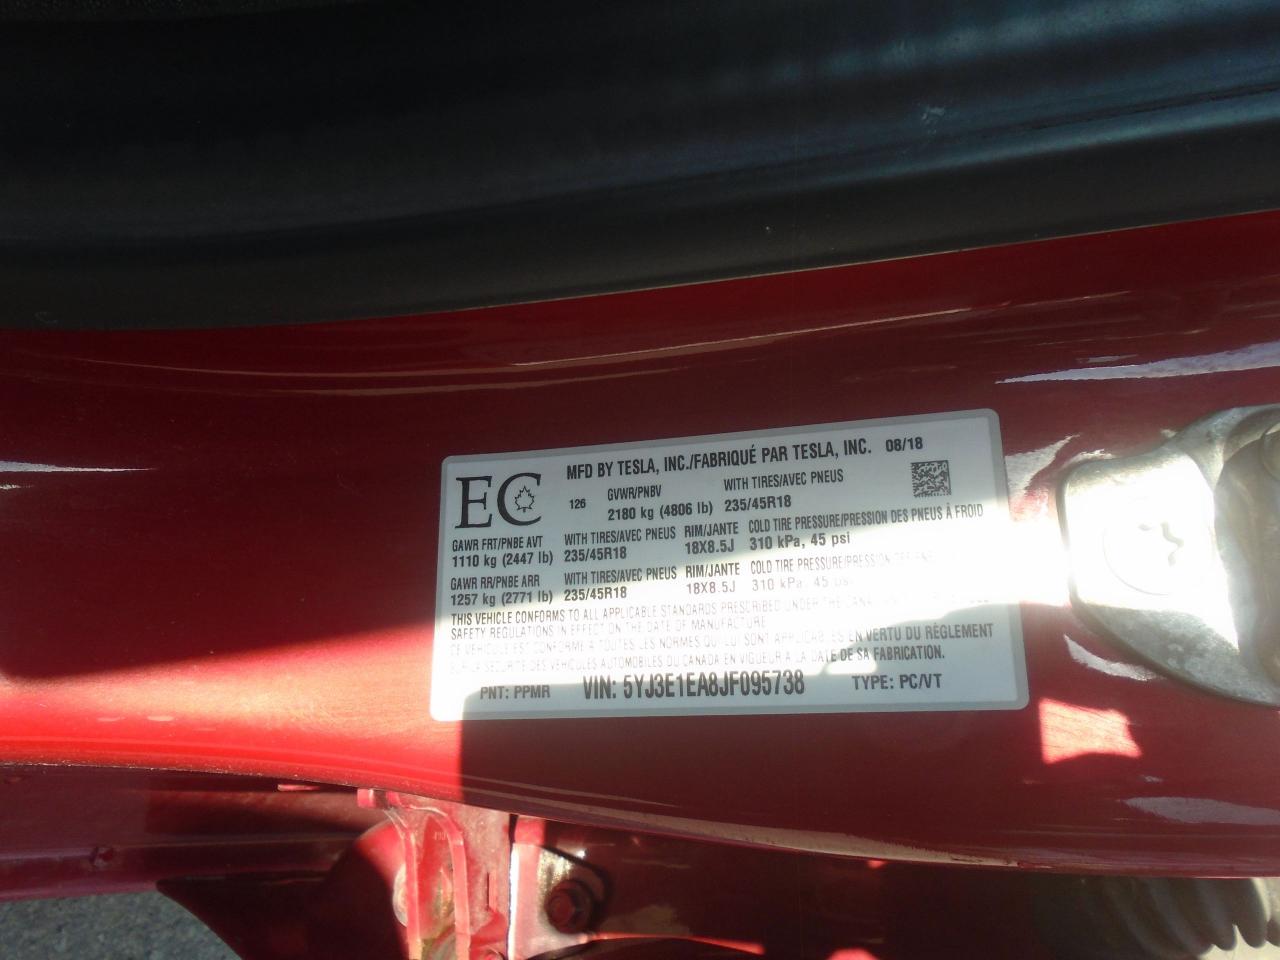 EC
MFD BY TESLA, INC./FABRIQUÉ PAR TESLA, INC. 08/18
126 GVWR/PNBV WITH TIRES/AVEC PNEUS
2180 kg (4806 lb) 235/45R18
GAWR FRT/PNBE AVT WITH TIRES/AVEC PNEUS RIM/JANTE COLD TIRE PRESSURE/PRESSION DES PNEUS À FROID
1110 kg (2447 lb) 235/45R18 18X8.5J 310 kPa, 45 psi
GAWR RR/PNBE ARR WITH TIRES/AVEC PNEUS RIM/JANTE COLD TIRE PRESSURE/PRESSION DES PNEUS
1257 kg (2771 lb) 235/45R18 18X8.5J 310 kPa, 45 psi
THIS VEHICLE CONFORMS TO ALL APPLICABLE STANDARDS PRESCRIBED UNDER THE
SAFETY REGULATIONS IN EFFECT ON THE DATE OF MANUFACTURE
CE VÉHICULE EST CONFORME À TOUTES LES NORMES QUI LUI SONT APPLICABLES EN VERTU DU RÈGLEMENT
SUR LA SÉCURITÉ DES VÉHICULES AUTOMOBILES DU CANADA EN VIGUEUR À LA DATE DE SA FABRICATION.
PNT: PPMR VIN: 5YJ3E1EA8JF095738 TYPE: PC/VT